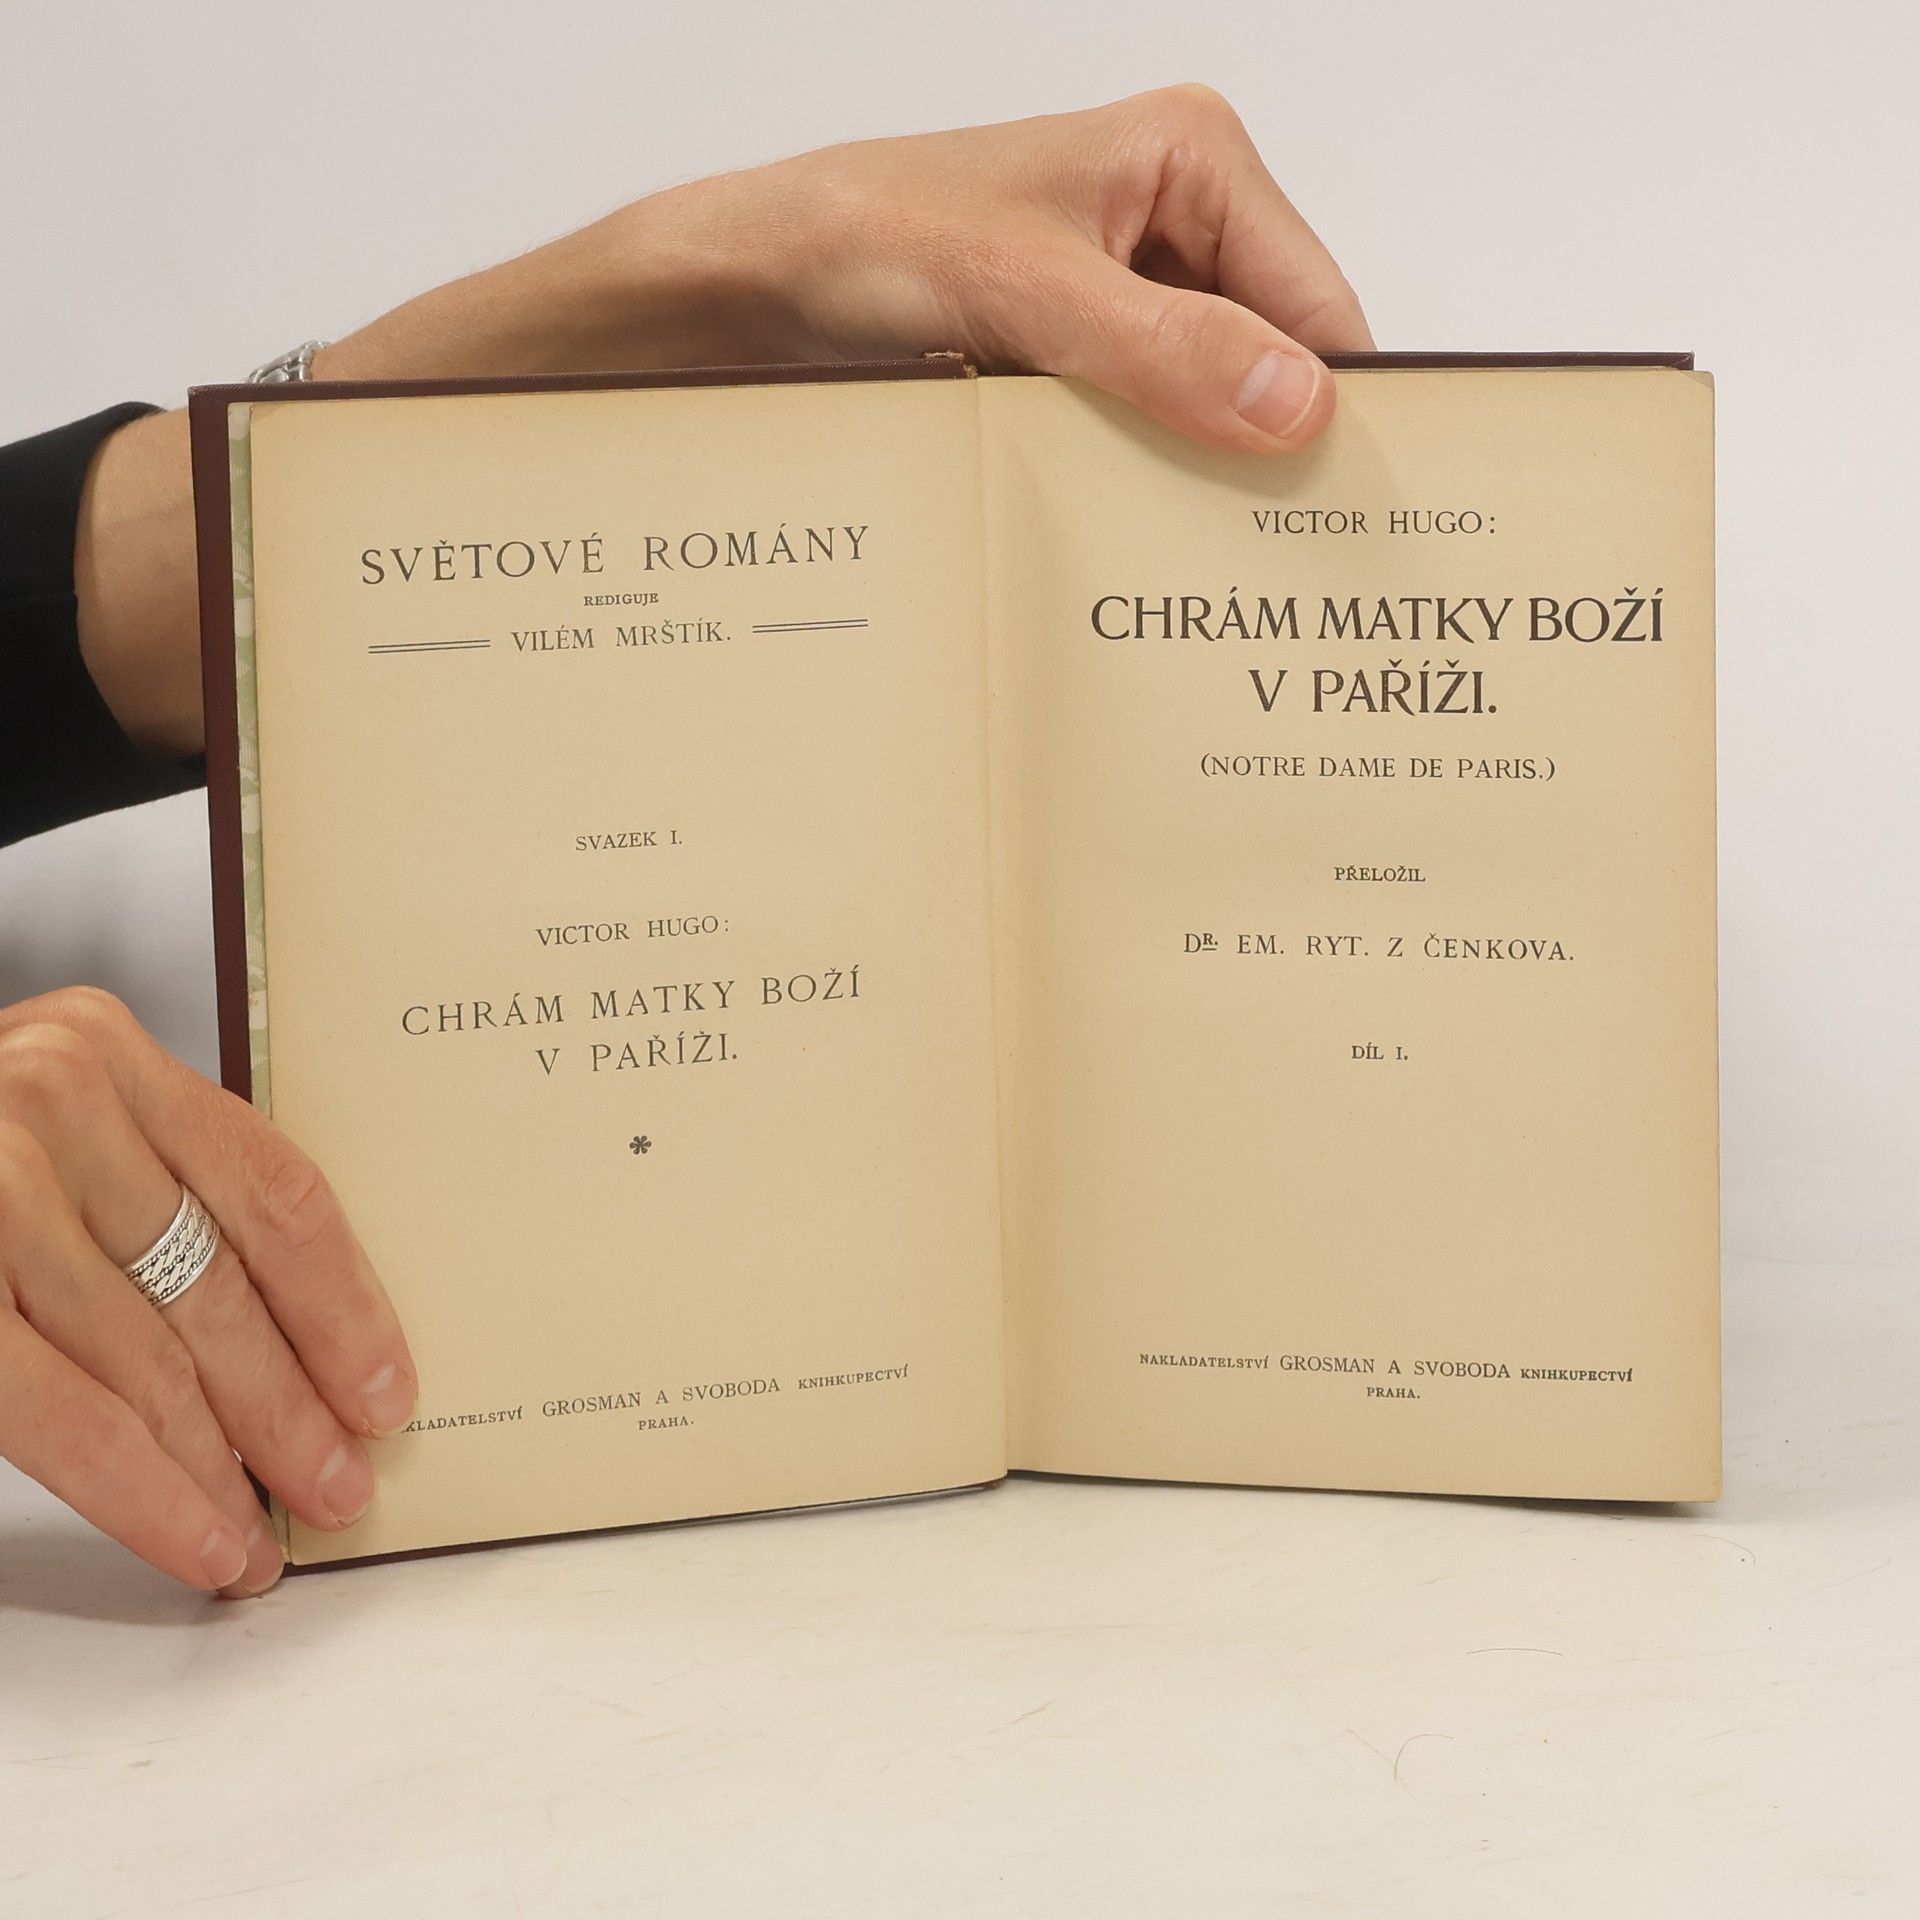 SVĚTOVÉ ROMÁNY
REDIGUJE
VILÉM MRŠTÍK.
SVAZEK I.
VICTOR HUGO:
CHRÁM MATKY BOŽÍ
V PAŘÍŽI.
*
GROSMAN A SVOBODA KNIHKUPECTVÍ
PRAHA.
VICTOR HUGO:
CHRÁM MATKY BOŽÍ
V PAŘÍŽI.
(NOTRE DAME DE PARIS.)
PŘELOŽIL
DR. EM. RYT. Z ČENKOVA.
DÍL I.
NAKLADATELSTVÍ GROSMAN A SVOBODA KNIHKUPECTVÍ
PRAHA.